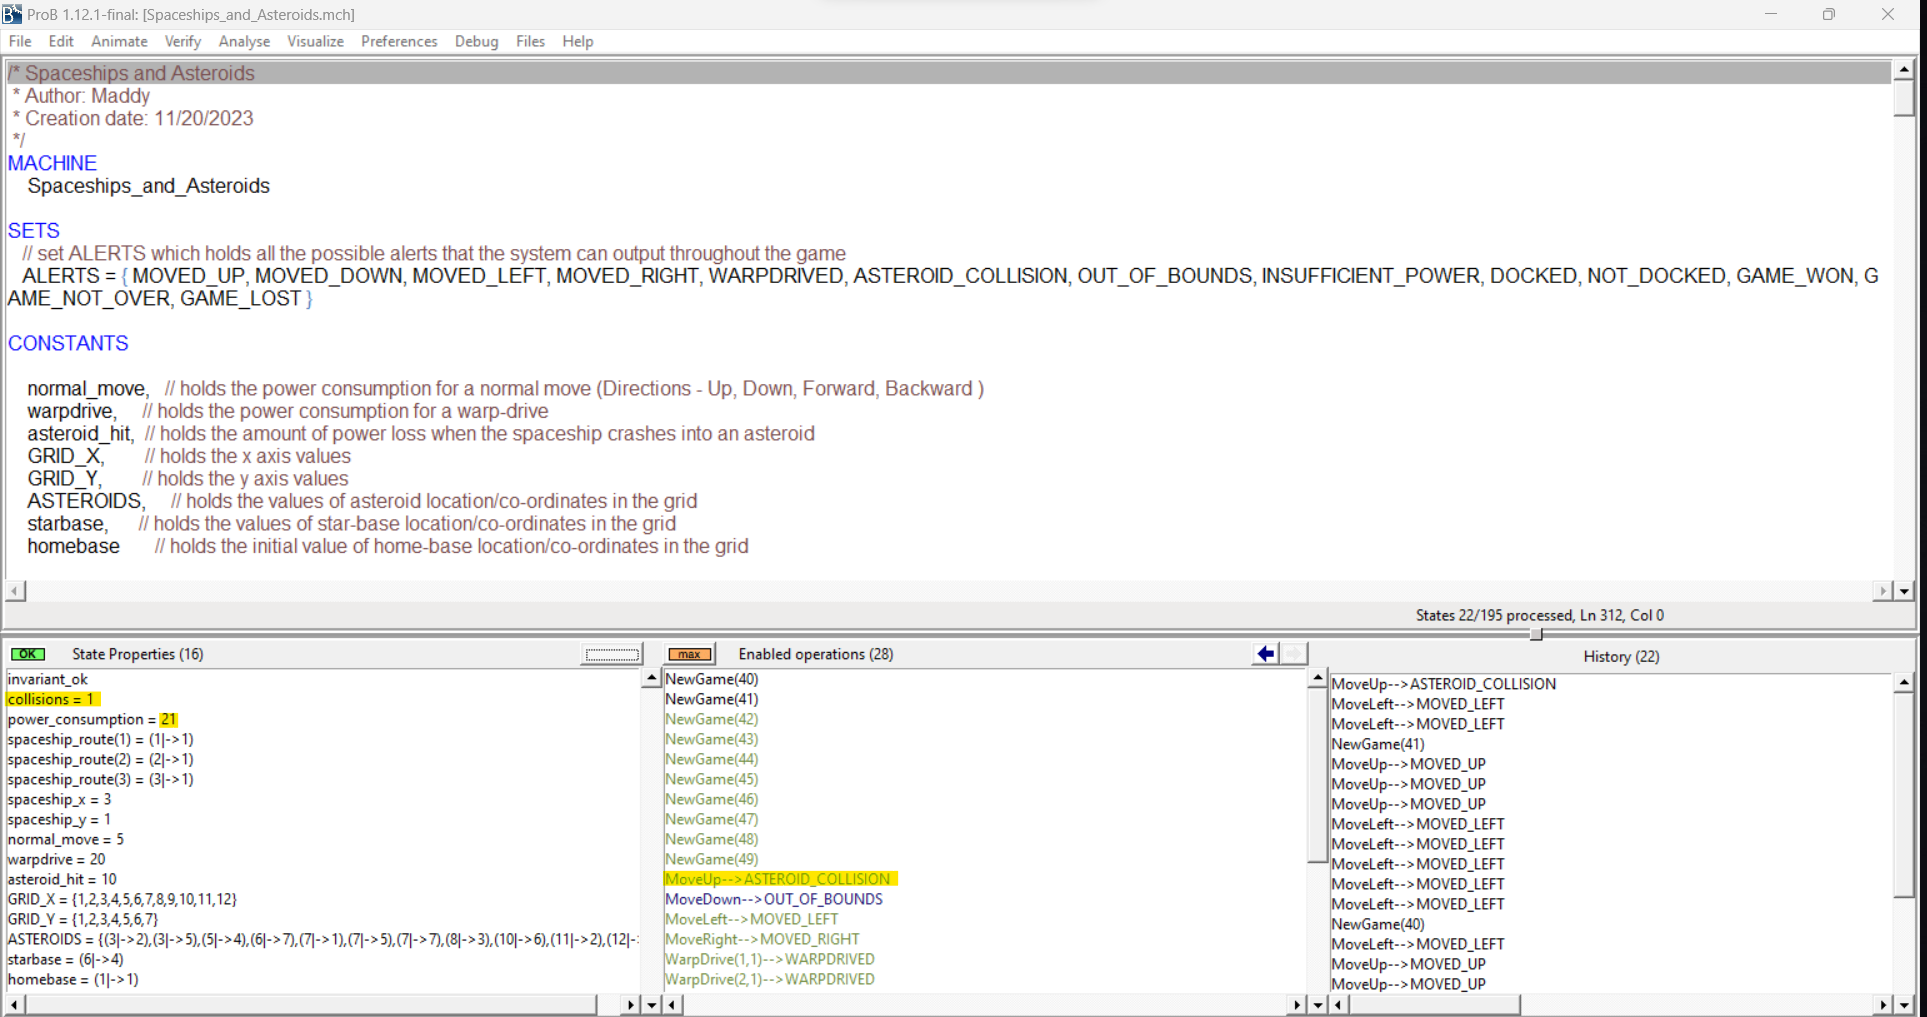 ProB 1.12.1-final: [Spaceships_and_Asteroids.mch]
File Edit Animate Verify Analyse Visualize Preferences Debug Files Help
/* Spaceships and Asteroids
* Author: Maddy
* Creation date: 11/20/2023
*/
MACHINE
Spaceships_and_Asteroids
SETS
// set ALERTS which holds all the possible alerts that the system can output throughout the game
ALERTS = { MOVED_UP, MOVED_DOWN, MOVED_LEFT, MOVED_RIGHT, WARPDRIVED, ASTEROID_COLLISION, OUT_OF_BOUNDS, INSUFFICIENT_POWER, DOCKED, NOT_DOCKED, GAME_WON, G
AME_NOT_OVER, GAME_LOST }
CONSTANTS
normal_move, // holds the power consumption for a normal move (Directions - Up, Down, Forward, Backward )
warpdrive, // holds the power consumption for a warp-drive
asteroid_hit, // holds the amount of power loss when the spaceship crashes into an asteroid
GRID_X, // holds the x axis values
GRID_Y, // holds the y axis values
ASTEROIDS, // holds the values of asteroid location/co-ordinates in the grid
starbase, // holds the values of star-base location/co-ordinates in the grid
homebase // holds the initial value of home-base location/co-ordinates in the grid
States 22/195 processed, Ln 312, Col 0
OK State Properties (16)
invariant_ok
collisions = 1
power_consumption = 21
spaceship_route(1) = (1|->1)
spaceship_route(2) = (2|->1)
spaceship_route(3) = (3|->1)
spaceship_x = 3
spaceship_y = 1
normal_move = 5
warpdrive = 20
asteroid_hit = 10
GRID_X = {1,2,3,4,5,6,7,8,9,10,11,12}
GRID_Y = {1,2,3,4,5,6,7}
ASTEROIDS = {(3|->2),(3|->5),(5|->4),(6|->7),(7|->1),(7|->5),(7|->7),(8|->3),(10|->6),(11|->2),(12|-
starbase = (6|->4)
homebase = (1|->1)
max Enabled operations (28)
NewGame(40)
NewGame(41)
NewGame(42)
NewGame(43)
NewGame(44)
NewGame(45)
NewGame(46)
NewGame(47)
NewGame(48)
NewGame(49)
MoveUp-->ASTEROID_COLLISION
MoveDown-->OUT_OF_BOUNDS
MoveLeft-->MOVED_LEFT
MoveRight-->MOVED_RIGHT
WarpDrive(1,1)-->WARPDRIVED
WarpDrive(2,1)-->WARPDRIVED
History (22)
MoveUp-->ASTEROID_COLLISION
MoveLeft-->MOVED_LEFT
MoveLeft-->MOVED_LEFT
NewGame(41)
MoveUp-->MOVED_UP
MoveUp-->MOVED_UP
MoveUp-->MOVED_UP
MoveLeft-->MOVED_LEFT
MoveLeft-->MOVED_LEFT
MoveLeft-->MOVED_LEFT
MoveLeft-->MOVED_LEFT
MoveLeft-->MOVED_LEFT
NewGame(40)
MoveLeft-->MOVED_LEFT
MoveUp-->MOVED_UP
MoveUp-->MOVED_UP